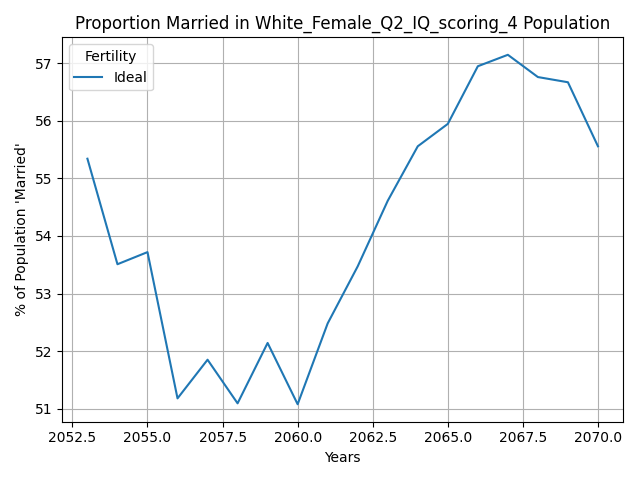 Proportion Married in White_Female_Q2_IQ_scoring_4 Population
Fertility
Ideal
57
56
55
54
53
52
51
% of Population 'Married'
2052.5 2055.0 2057.5 2060.0 2062.5 2065.0 2067.5 2070.0
Years